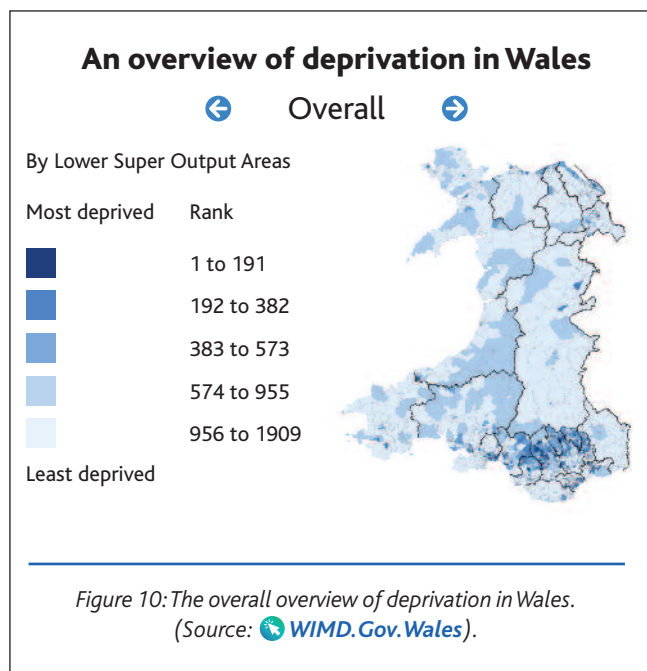 An overview of deprivation in Wales
Overall
By Lower Super Output Areas
Most deprived Rank
1 to 191
192 to 382
383 to 573
574 to 955
956 to 1909
Least deprived
Figure 10: The overall overview of deprivation in Wales.
(Source: WIMD.Gov.Wales).